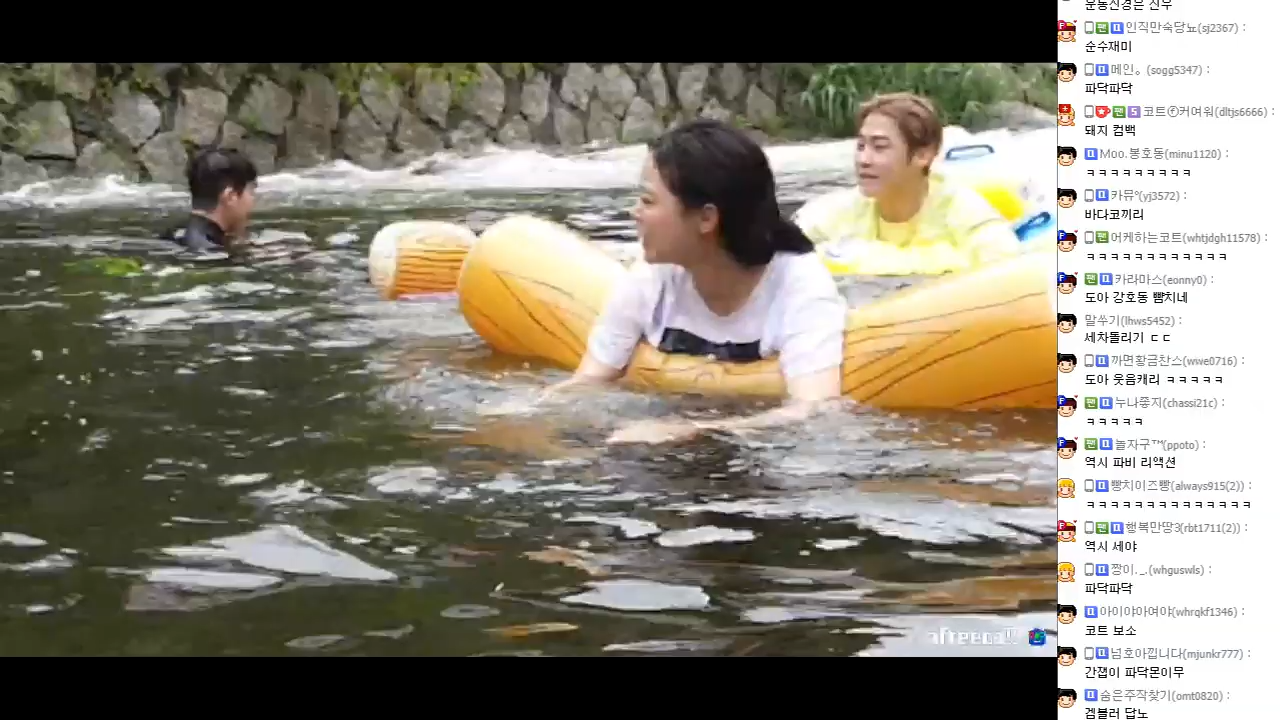 운동신경은 진우
인직만숙당뇨(sj2367) :
순수재미
메인。(sogg5347) :
파닥파닥
코트ⓕ커여워(dltjs6666) :
돼지 컴백
Moo.봉호동(minu1120) :
ㅋㅋㅋㅋㅋㅋㅋㅋㅋ
카뮤°(yj3572) :
바다코끼리
어케하는코트(whtjdgh11578) :
ㅋㅋㅋㅋㅋㅋㅋㅋㅋㅋㅋㅋ
카라마스(eonny0) :
도아 강호동 빵치네
말쑤기(lhws5452) :
세차돌리기 ㄷㄷ
까면황금찬스(wwe0716) :
도아 웃음캐리 ㅋㅋㅋㅋㅋ
누나쫗지(chassi21c) :
ㅋㅋㅋㅋㅋ
놀자구™(ppoto) :
역시 파비 리액션
빵치이즈빵(always915(2)) :
ㅋㅋㅋㅋㅋㅋㅋㅋㅋㅋㅋㅋㅋㅋ
행복만땅3(rbt1711(2)) :
역시 세야
짱이._.(whguswls) :
파닥파닥
아이야아여야(whrqkf1346) :
코트 보소
넘호아낍니다(mjunkr777) :
간잽이 파닥몬이무
숨은주작찾기(omt0820) :
겜블러 답노
afreeca